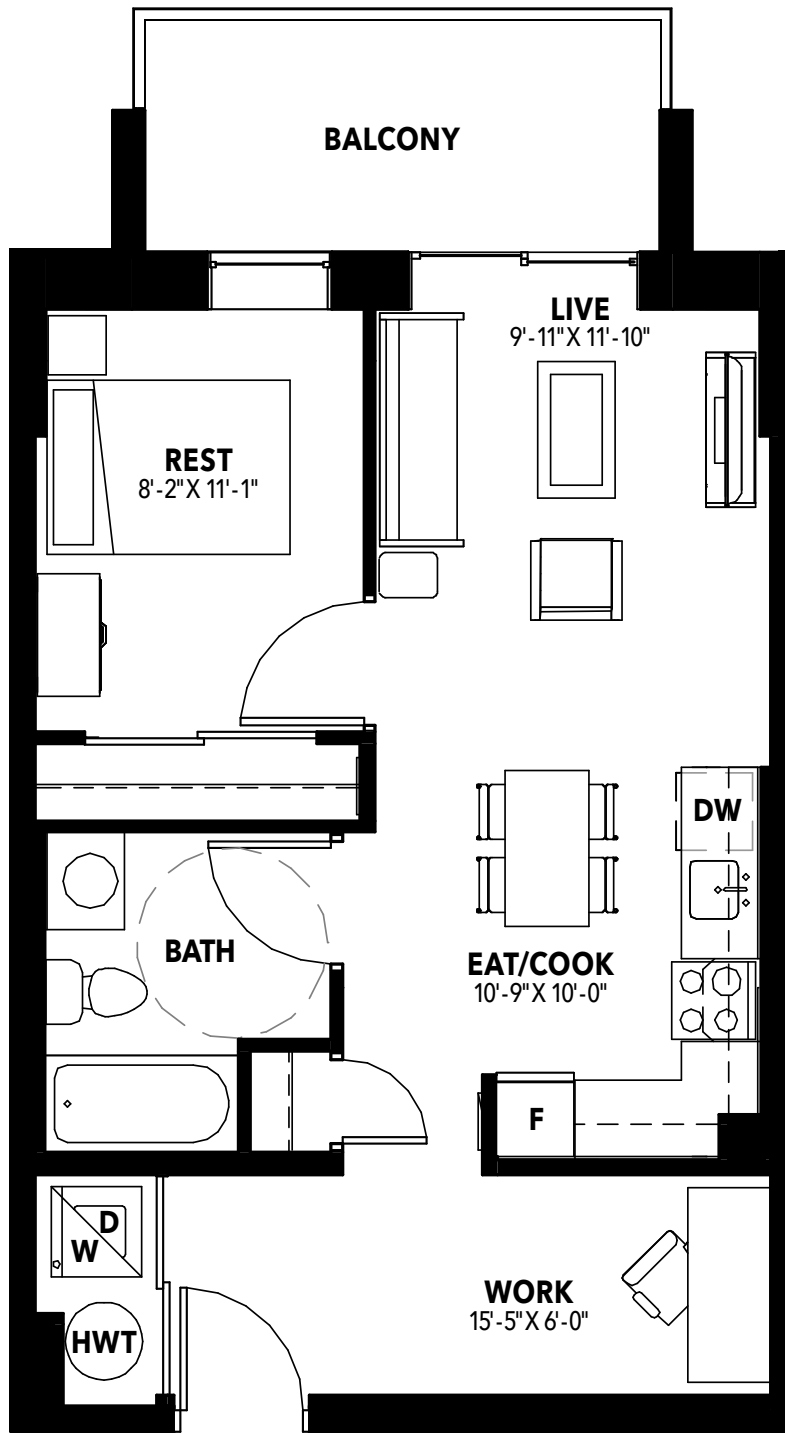 BALCONY
LIVE
9'-11" X 11'-10"
REST
8'-2" X 11'-1"
DW
BATH
EAT/COOK
10'-9" X 10'-0"
F
D
W
WORK
15'-5" X 6'-0"
HWT